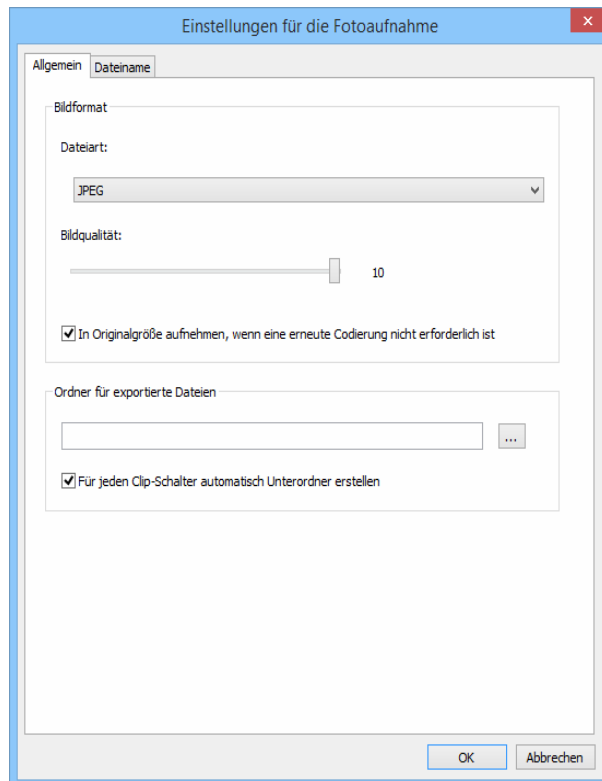 Einstellungen für die Fotoaufnahme
x
Allgemein
Dateiname
Bildformat
Dateiart:
JPEG
Bildqualität:
10
In Originalgröße aufnehmen, wenn eine erneute Codierung nicht erforderlich ist
Ordner für exportierte Dateien
...
Für jeden Clip-Schalter automatisch Unterordner erstellen
OK
Abbrechen